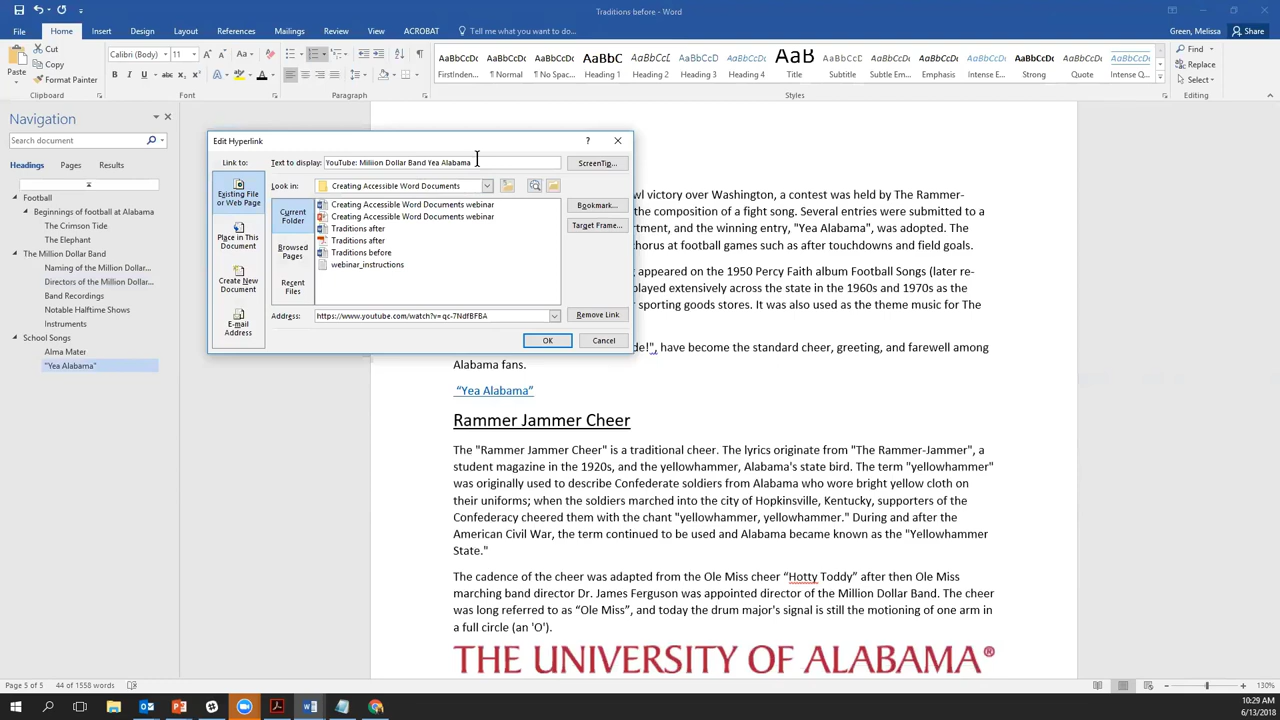 Traditions before - Word
File
Home
Insert
Design
Layout
References
Mailings
Review
View
ACROBAT
Tell me what you want to do...
Green, Melissa
Share
Paste
Cut
Copy
Format Painter
Clipboard
Calibri (Body)
11
Font
Paragraph
AaBbCcDc AaBbCcDc AaBbCcDc AaBbC AaBbCcC AaBbCcDc AaBbCcDc AaB AaBbCcC AaBbCcDc AaBbCcDc AaBbCcDc AaBbCcDc AaBbCcDc AaBbCcDc
FirstInden... ¶ Normal ¶ No Spac... Heading 1 Heading 2 Heading 3 Heading 4 Title Subtitle Subtle Em... Emphasis Intense E... Strong Quote Intense Q...
Styles
Find
Replace
Select
Editing
Navigation
Search document
Headings Pages Results
Football
Beginnings of football at Alabama
The Crimson Tide
The Elephant
The Million Dollar Band
Naming of the Million Dollar...
Directors of the Million Dolla...
Band Recordings
Notable Halftime Shows
Instruments
School Songs
Alma Mater
"Yea Alabama"
Edit Hyperlink
?
Link to:
Text to display: YouTube: Miliion Dollar Band Yea Alabama
ScreenTip...
Existing File or Web Page
Place in This Document
Create New Document
E-mail Address
Look in: Creating Accessible Word Documents
Current Folder
Browsed Pages
Recent Files
Creating Accessible Word Documents webinar
Creating Accessible Word Documents webinar
Traditions after
Traditions after
Traditions before
webinar_instructions
Bookmark...
Target Frame...
Address: https://www.youtube.com/watch?v=qc-7NdfBFBA
Remove Link
OK
Cancel
wl victory over Washington, a contest was held by The Rammer-
the composition of a fight song. Several entries were submitted to a
rtment, and the winning entry, "Yea Alabama", was adopted. The
horus at football games such as after touchdowns and field goals.
appeared on the 1950 Percy Faith album Football Songs (later re-
played extensively across the state in the 1960s and 1970s as the
r sporting goods stores. It was also used as the theme music for The
de!", have become the standard cheer, greeting, and farewell among
Alabama fans.
“Yea Alabama”
Rammer Jammer Cheer
The "Rammer Jammer Cheer" is a traditional cheer. The lyrics originate from "The Rammer-Jammer", a
student magazine in the 1920s, and the yellowhammer, Alabama's state bird. The term "yellowhammer"
was originally used to describe Confederate soldiers from Alabama who wore bright yellow cloth on
their uniforms; when the soldiers marched into the city of Hopkinsville, Kentucky, supporters of the
Confederacy cheered them with the chant "yellowhammer, yellowhammer." During and after the
American Civil War, the term continued to be used and Alabama became known as the "Yellowhammer
State."
The cadence of the cheer was adapted from the Ole Miss cheer “Hotty Toddy” after then Ole Miss
marching band director Dr. James Ferguson was appointed director of the Million Dollar Band. The cheer
was long referred to as “Ole Miss”, and today the drum major's signal is still the motioning of one arm in
a full circle (an 'O').
THE UNIVERSITY OF ALABAMA®
Page 5 of 5
44 of 1558 words
130%
10:29 AM
6/13/2018